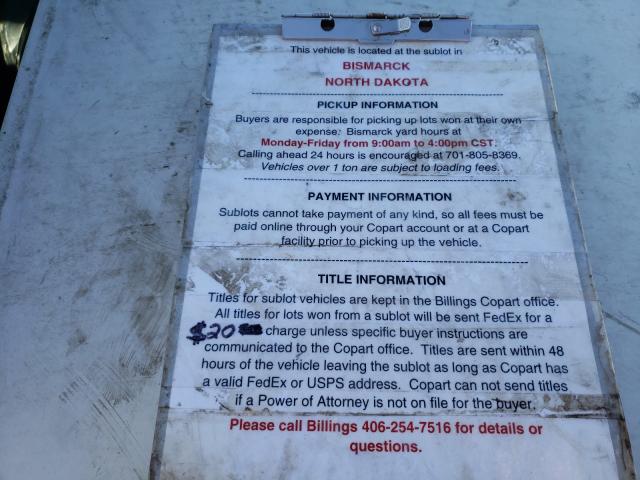 This vehicle is located at the sublot in
BISMARCK
NORTH DAKOTA
PICKUP INFORMATION
Buyers are responsible for picking up lots won at their own
expense. Bismarck yard hours at
Monday-Friday from 9:00am to 4:00pm CST.
Calling ahead 24 hours is encouraged at 701-805-8369.
Vehicles over 1 ton are subject to loading fees.
PAYMENT INFORMATION
Sublots cannot take payment of any kind, so all fees must be
paid online through your Copart account or at a Copart
facility prior to picking up the vehicle.
TITLE INFORMATION
Titles for sublot vehicles are kept in the Billings Copart office.
All titles for lots won from a sublot will be sent FedEx for a
$20 charge unless specific buyer instructions are
communicated to the Copart office. Titles are sent within 48
hours of the vehicle leaving the sublot as long as Copart has
a valid FedEx or USPS address. Copart can not send titles
if a Power of Attorney is not on file for the buyer.
Please call Billings 406-254-7516 for details or
questions.